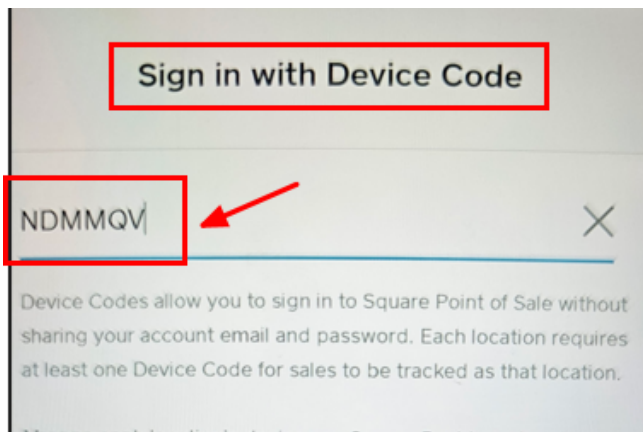 Sign in with Device Code
NDMMQV
Device Codes allow you to sign in to Square Point of Sale without
sharing your account email and password. Each location requires
at least one Device Code for sales to be tracked as that location.